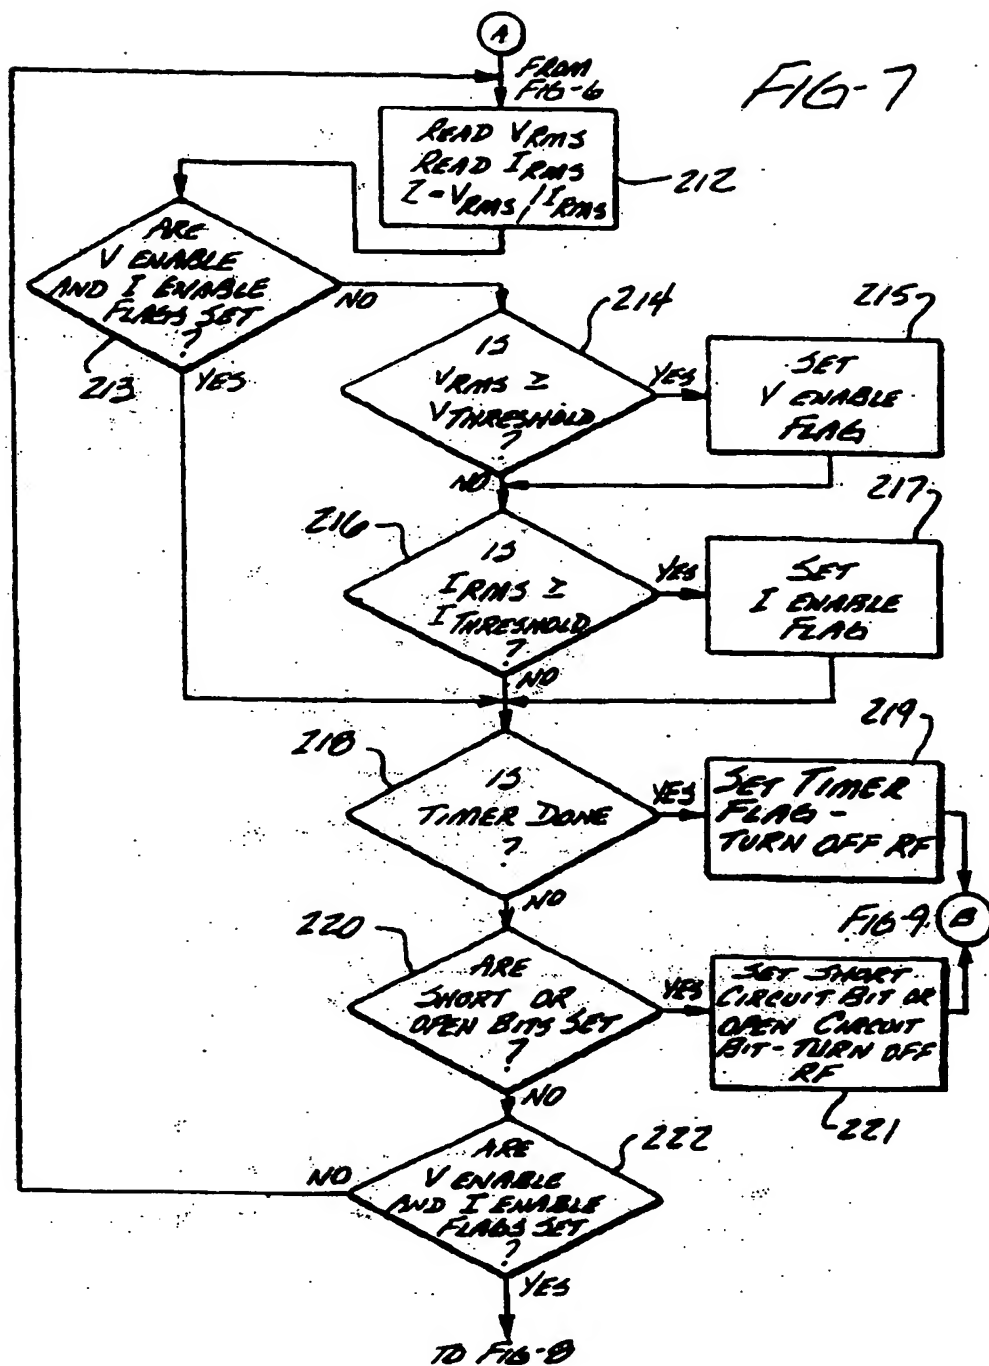 A
FROM
FIG-6
FIG-7
READ VRMS
READ IRMS
Z=VRMS/IRMS
212
ARE
V ENABLE
AND I ENABLE
FLAGS SET
?
213
NO
YES
214
IS
VRMS ≥
VTHRESHOLD
?
YES
NO
215
SET
V ENABLE
FLAG
216
IS
IRMS ≥
ITHRESHOLD
?
YES
NO
217
SET
I ENABLE
FLAG
218
IS
TIMER DONE
?
YES
NO
219
SET TIMER
FLAG-
TURN OFF RF
FIG-9
B
220
ARE
SHORT OR
OPEN BITS SET
?
YES
NO
SET SHORT
CIRCUIT BIT OR
OPEN CIRCUIT
BIT-TURN OFF
RF
221
222
ARE
V ENABLE
AND I ENABLE
FLAGS SET
?
NO
YES
TO FIG-8